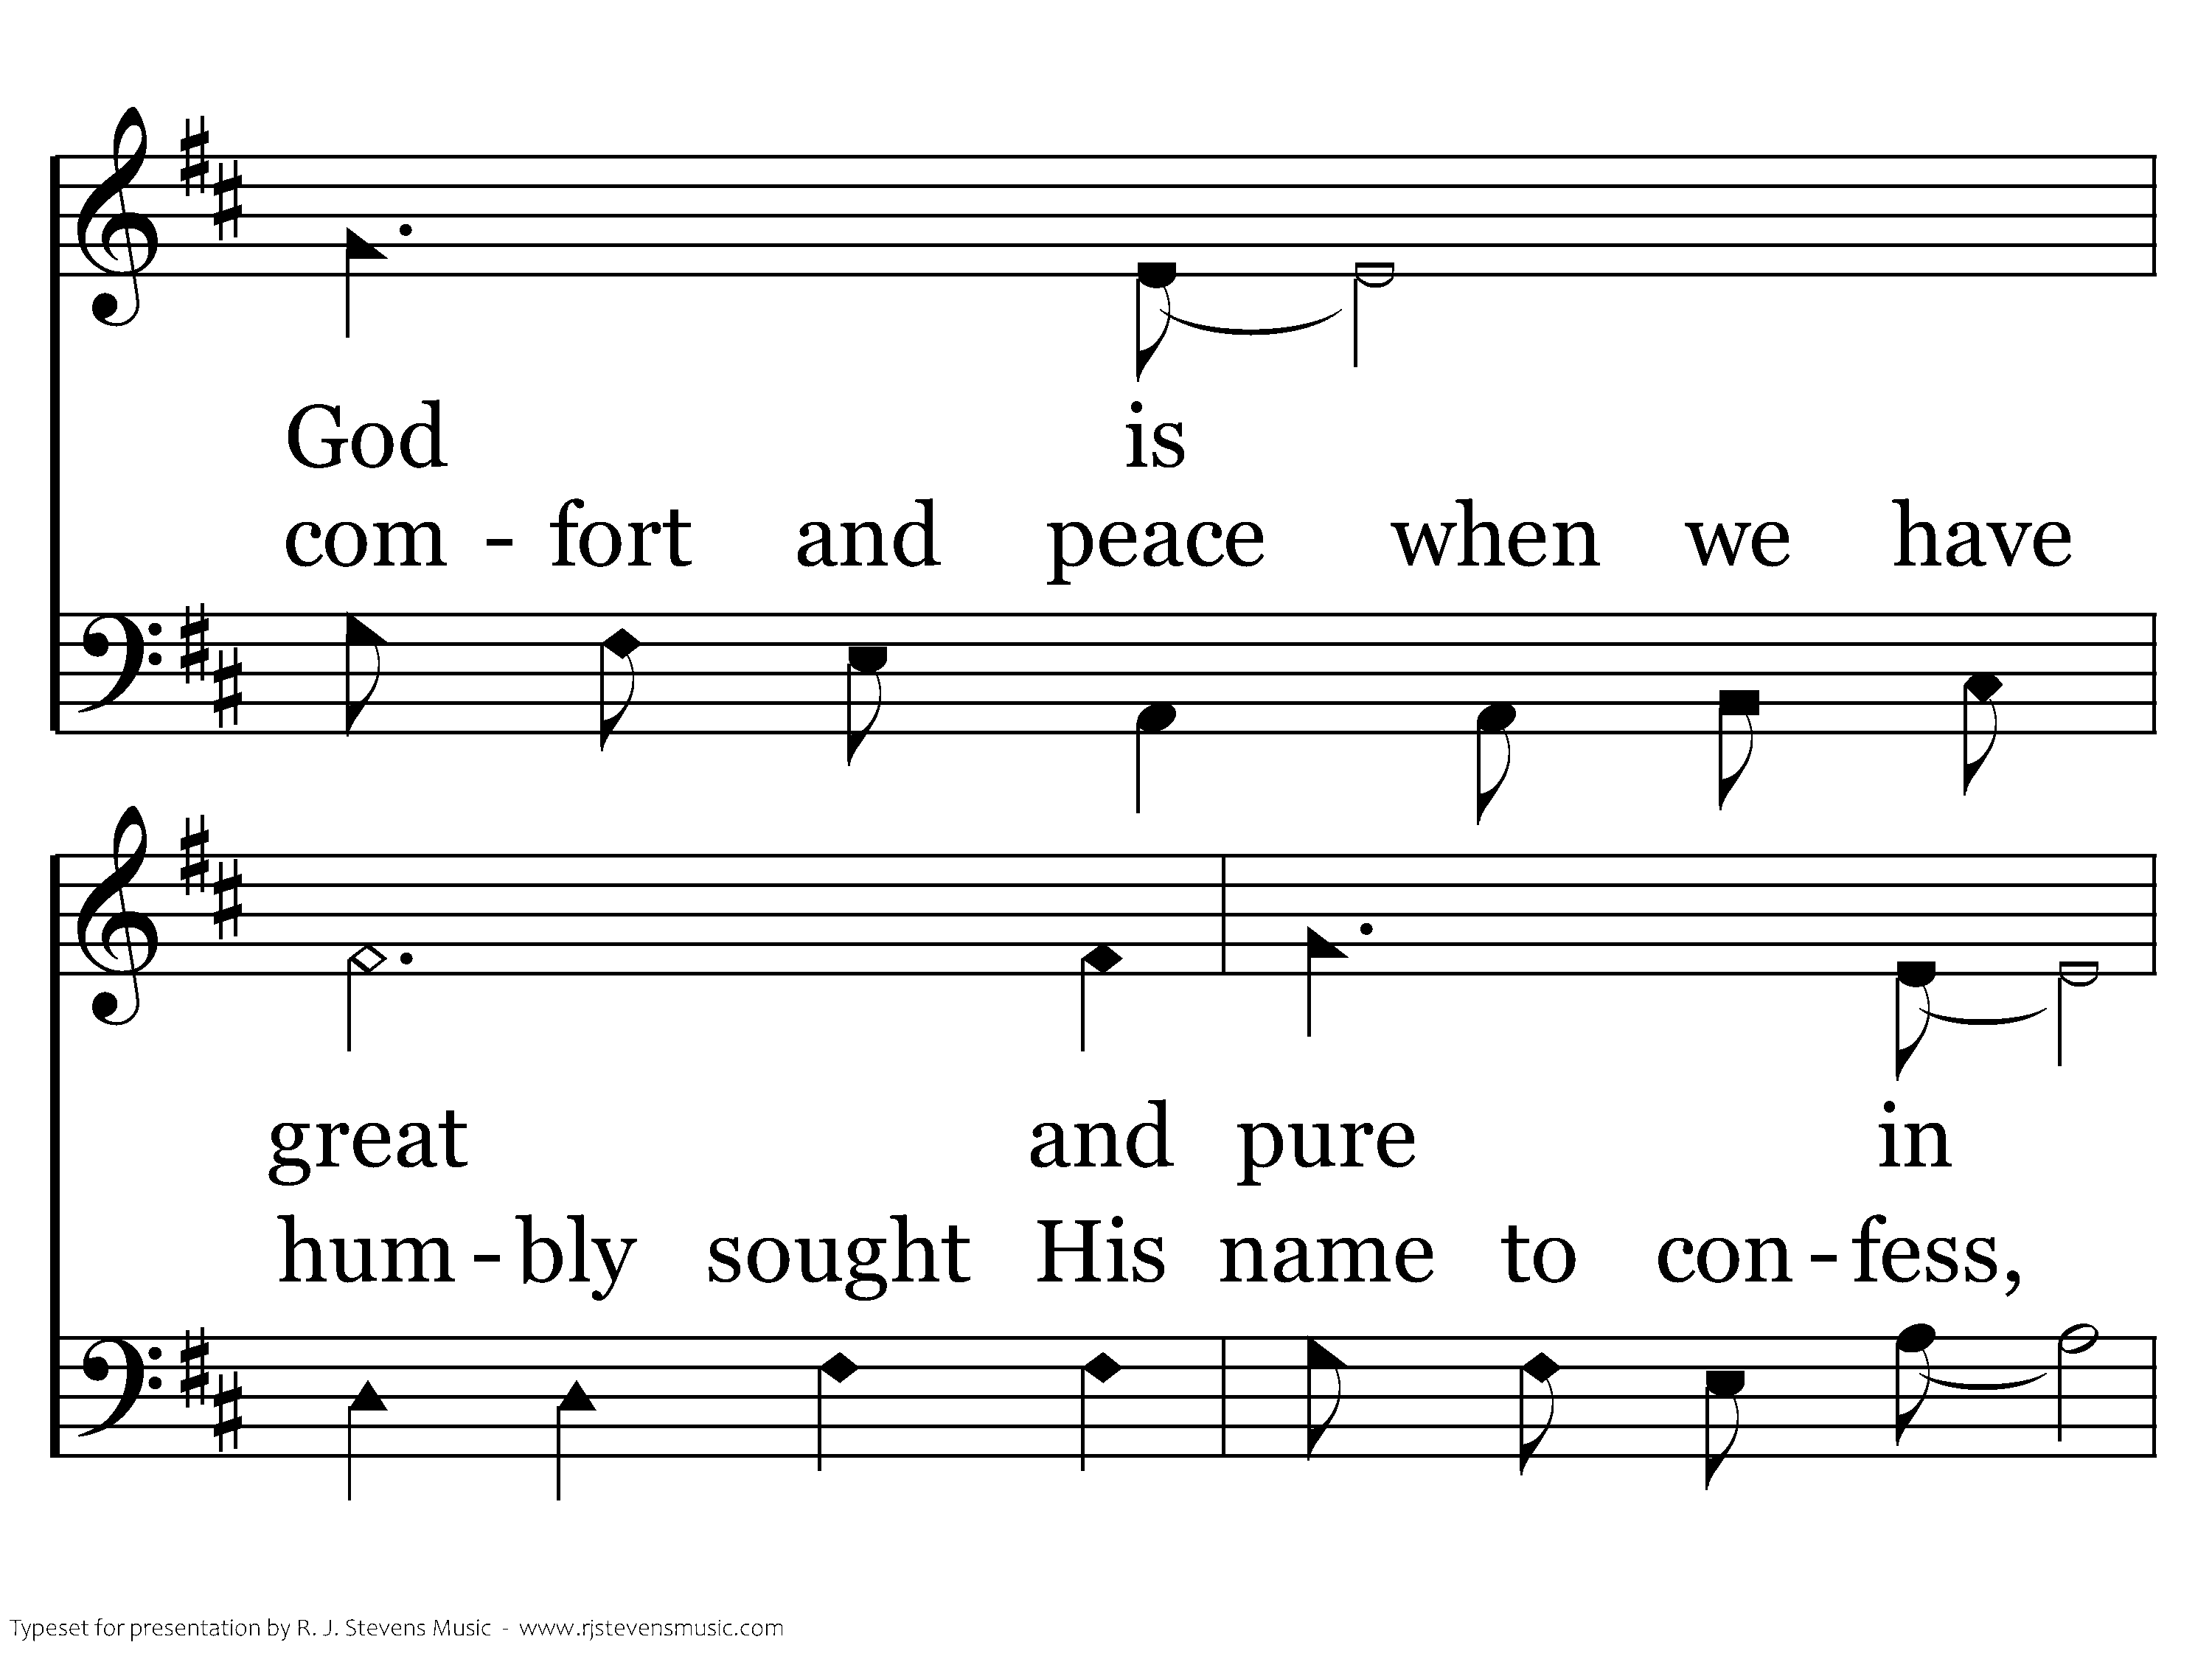 God is
com - fort and peace when we have
great and pure in
hum - bly sought His name to con - fess,
Typeset for presentation by R. J. Stevens Music - www.rjstevensmusic.com